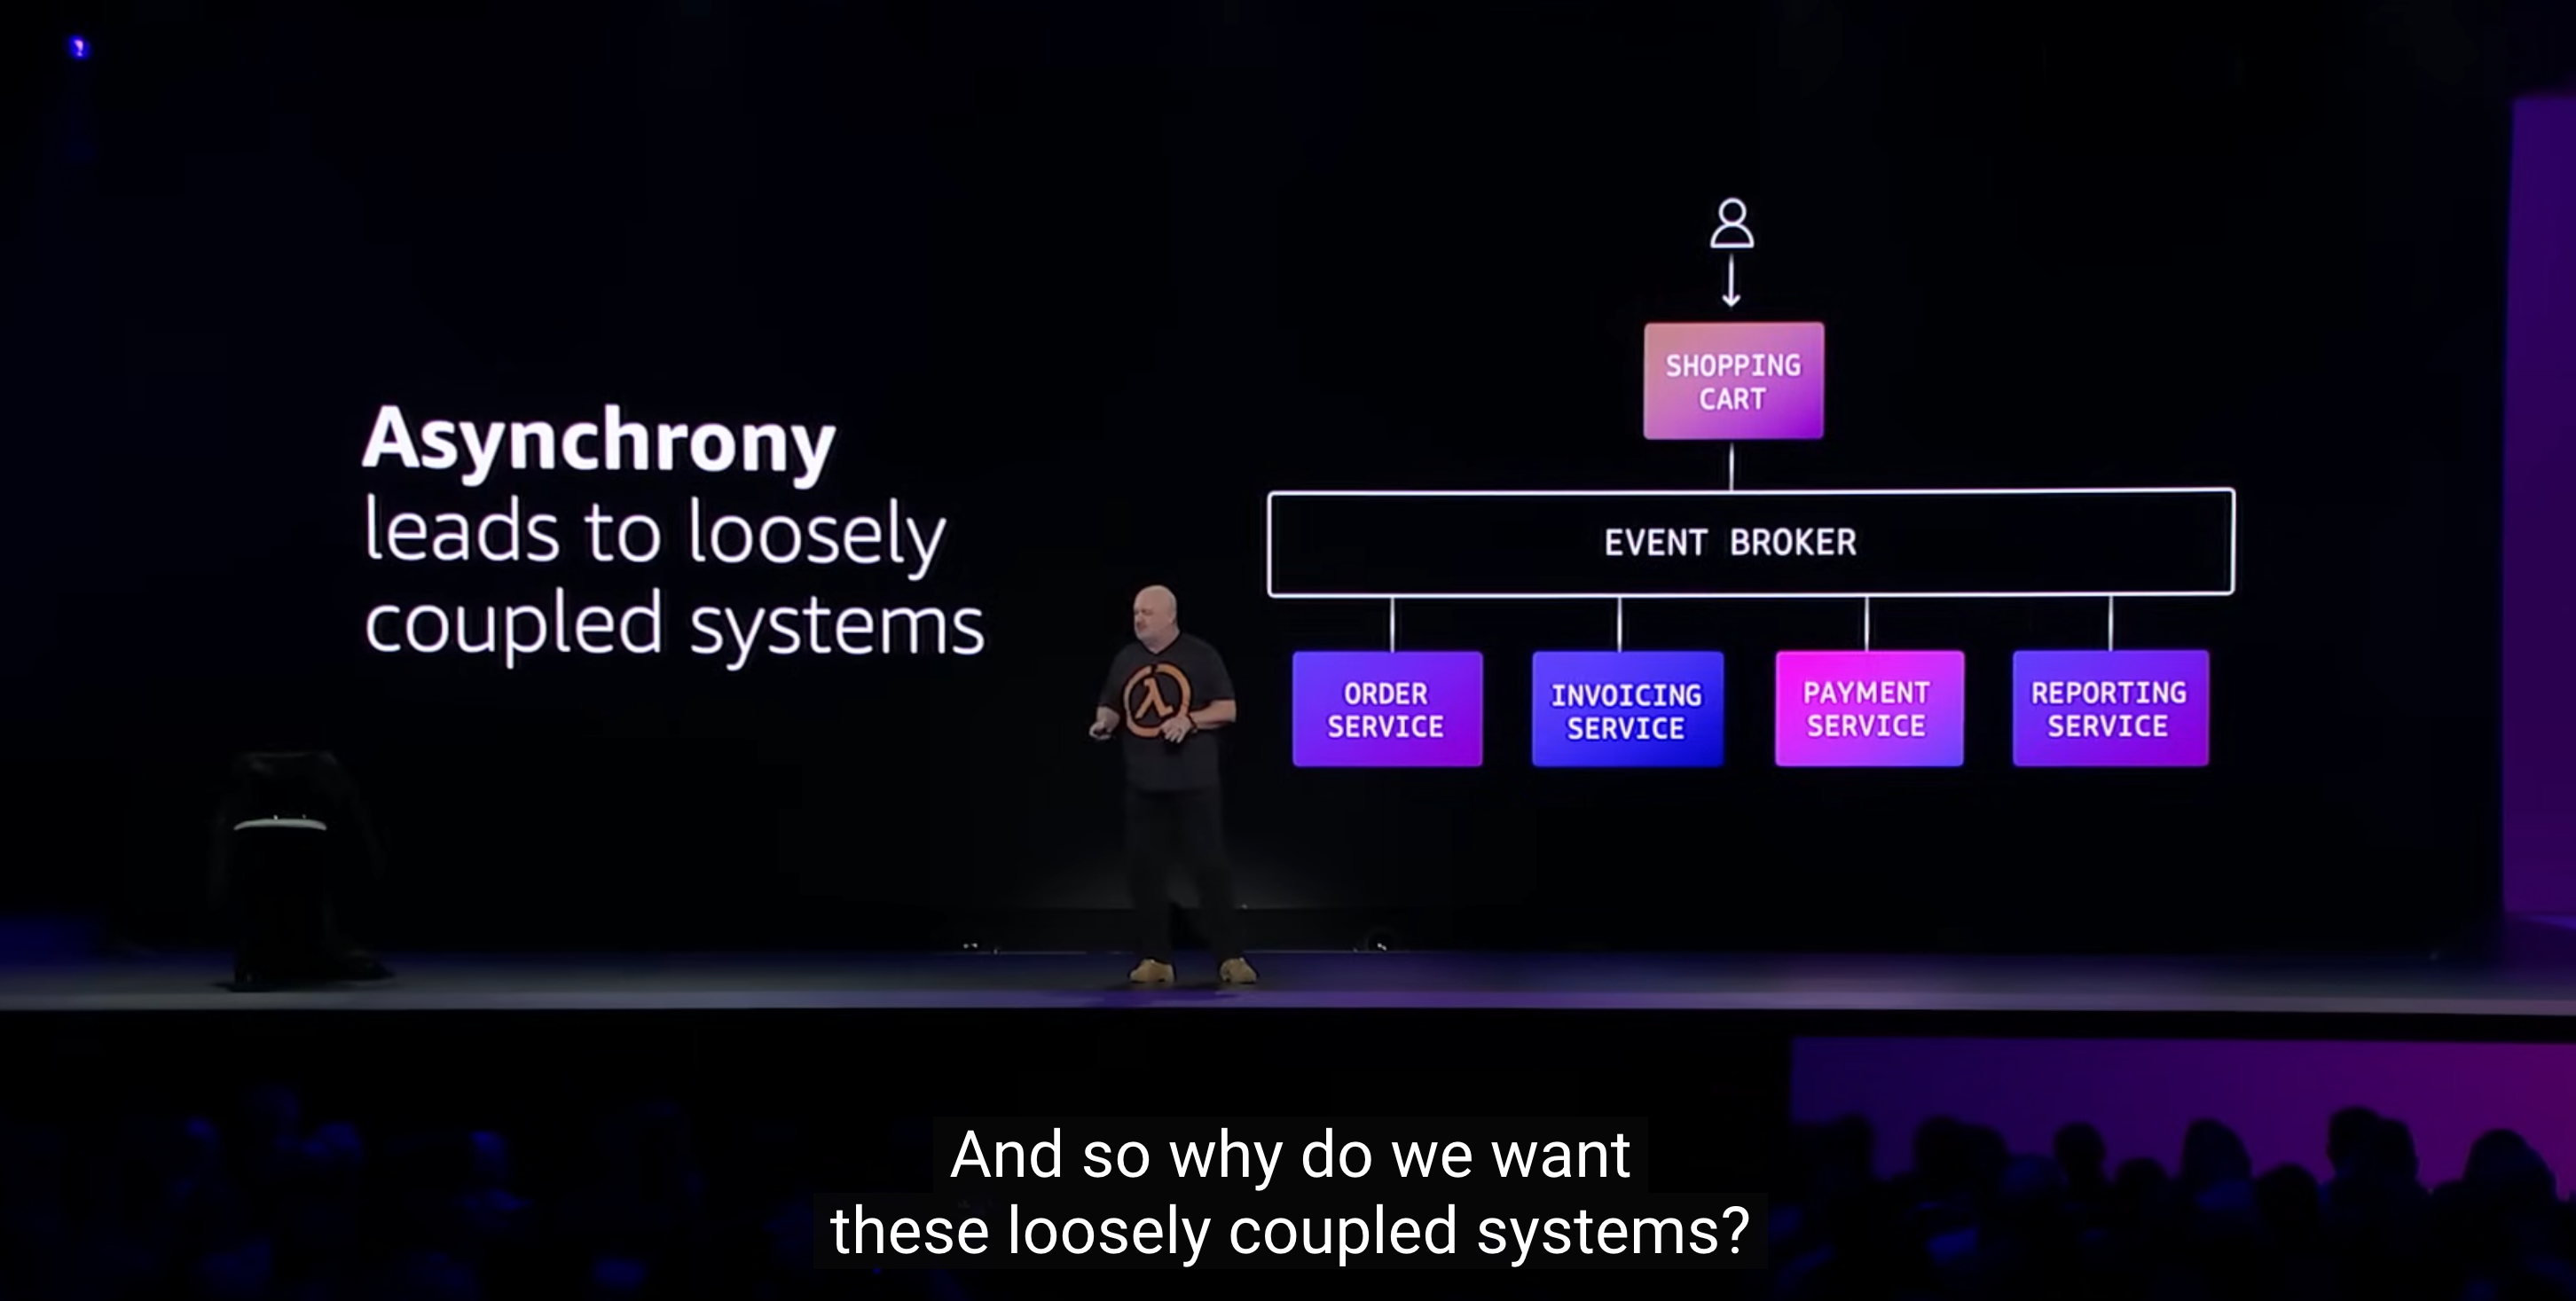 Asynchrony
leads to loosely
coupled systems
SHOPPING
CART
EVENT BROKER
ORDER
SERVICE
INVOICING
SERVICE
PAYMENT
SERVICE
REPORTING
SERVICE
λ
And so why do we want
these loosely coupled systems?